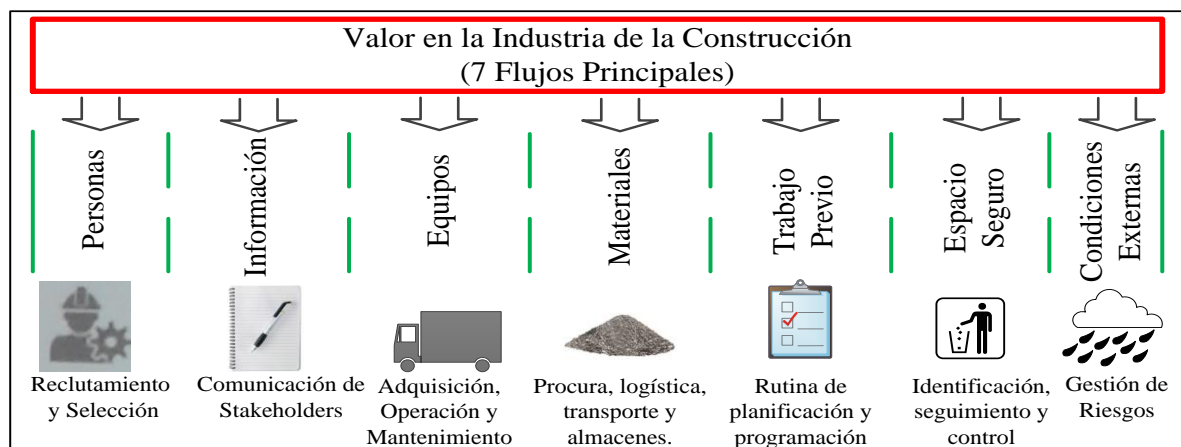 Valor en la Industria de la Construcción
(7 Flujos Principales)
Personas
Información
Equipos
Materiales
Trabajo
Previo
Espacio
Seguro
Condiciones
Externas
Reclutamiento
y Selección
Comunicación de
Stakeholders
Adquisición,
Operación y
Mantenimiento
Procura, logística,
transporte y
almacenes.
Rutina de
planificación y
programación
Identificación,
seguimiento y
control
Gestión de
Riesgos